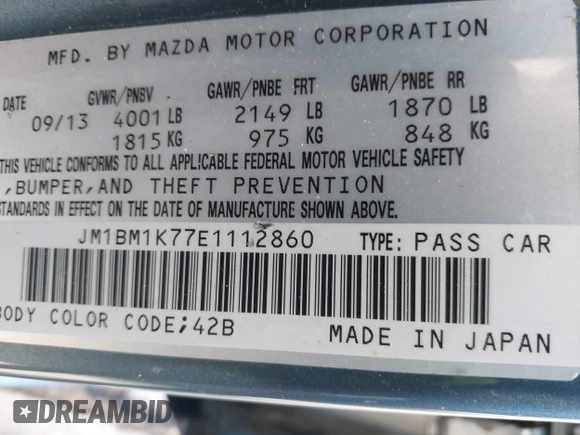 MFD. BY MAZDA MOTOR CORPORATION
DATE GVWR/PNBV GAWR/PNBE FRT GAWR/PNBE RR
09/13 4001 LB 2149 LB 1870 LB
1815 KG 975 KG 848 KG
THIS VEHICLE CONFORMS TO ALL APPLICABLE FEDERAL MOTOR VEHICLE SAFETY
,BUMPER,AND THEFT PREVENTION
STANDARDS IN EFFECT ON THE DATE OF MANUFACTURE SHOWN ABOVE.
JM1BM1K77E1112860 TYPE: PASS CAR
BODY COLOR CODE;42B MADE IN JAPAN
DREAMBID